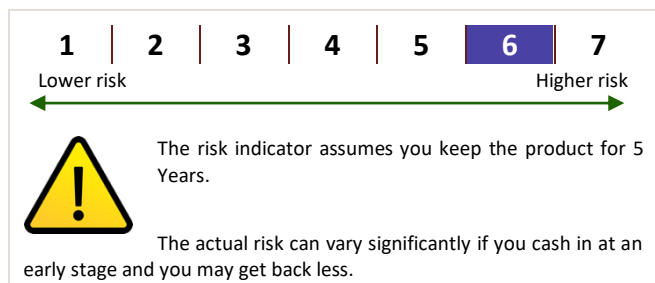 1 2 3 4 5 6 7
Lower risk Higher risk
The risk indicator assumes you keep the product for 5
Years.
The actual risk can vary significantly if you cash in at an
early stage and you may get back less.